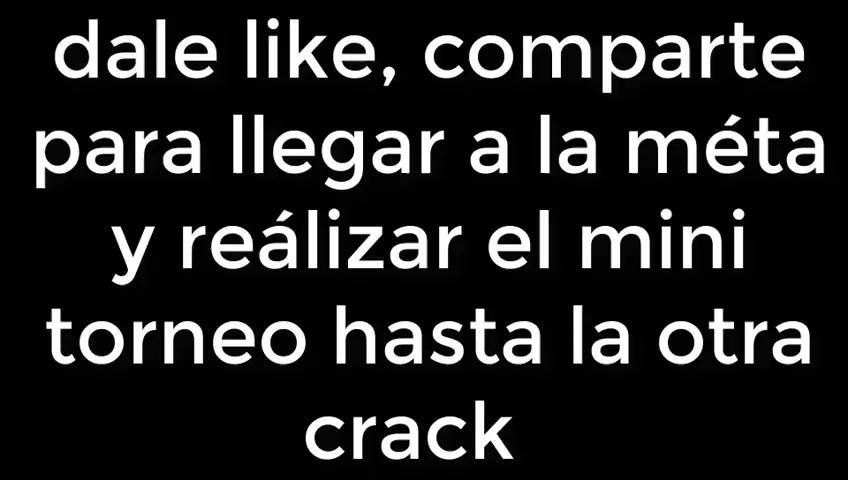 dale like, comparte
para llegar a la méta
y reálizar el mini
torneo hasta la otra
crack